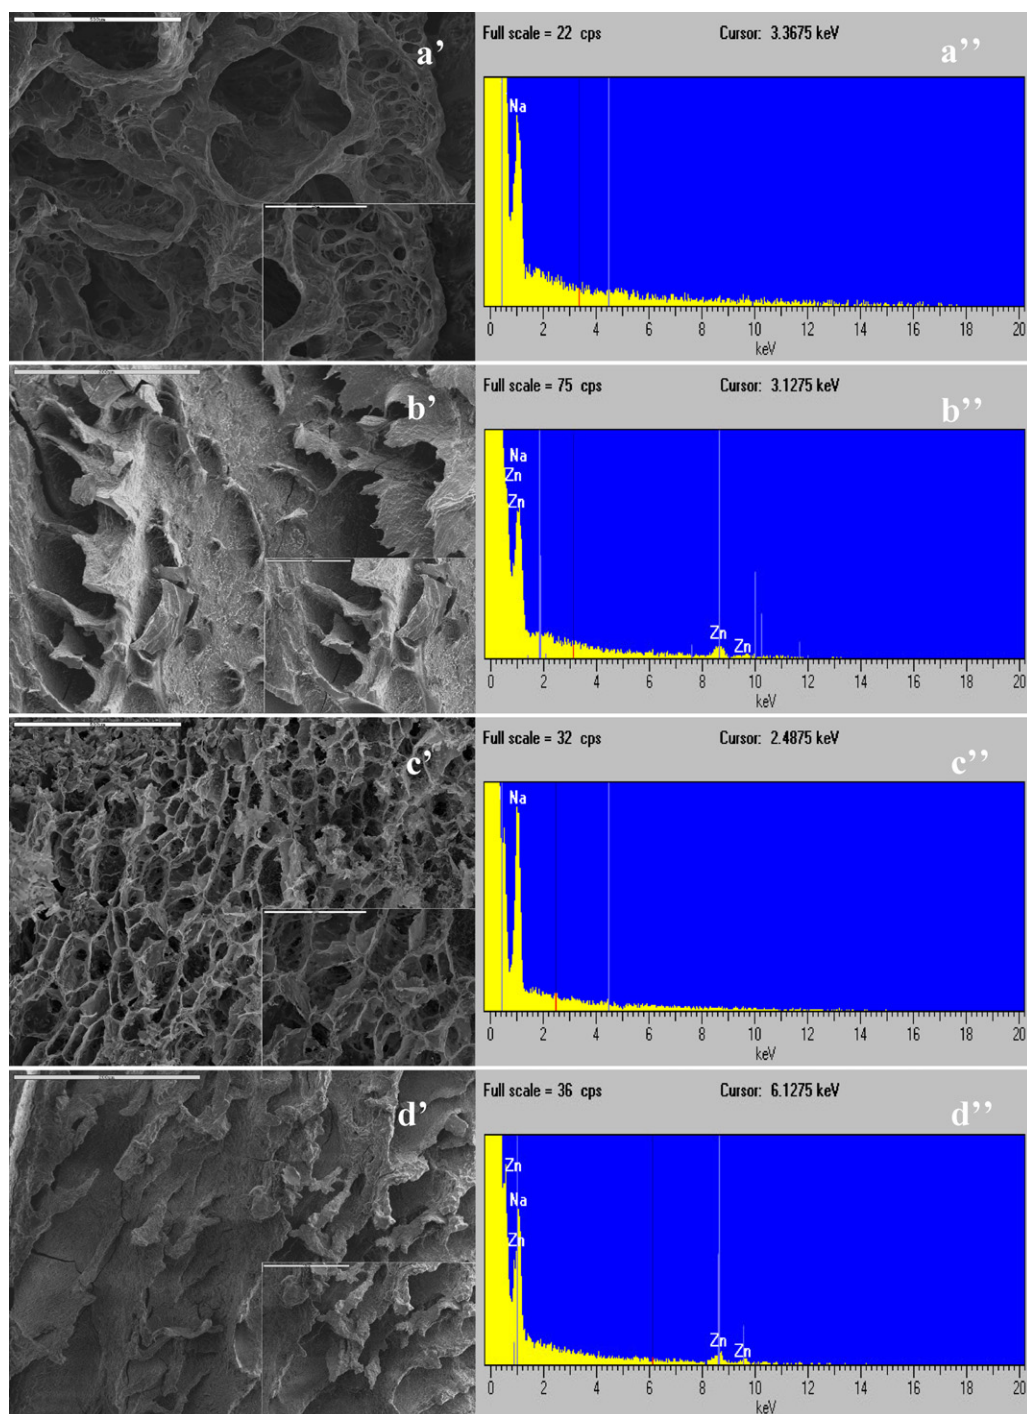 a’
Full scale = 22 cps Cursor: 3.3675 keV
a’’
Na
0 2 4 6 8 10 12 14 16 18 20
keV
b’
Full scale = 75 cps Cursor: 3.1275 keV
b’’
Na
Zn
Zn
Zn
Zn
0 2 4 6 8 10 12 14 16 18 20
keV
c’
Full scale = 32 cps Cursor: 2.4875 keV
c’’
Na
0 2 4 6 8 10 12 14 16 18 20
keV
d’
Full scale = 36 cps Cursor: 6.1275 keV
d’’
Zn
Na
Zn
Zn
Zn
0 2 4 6 8 10 12 14 16 18 20
keV